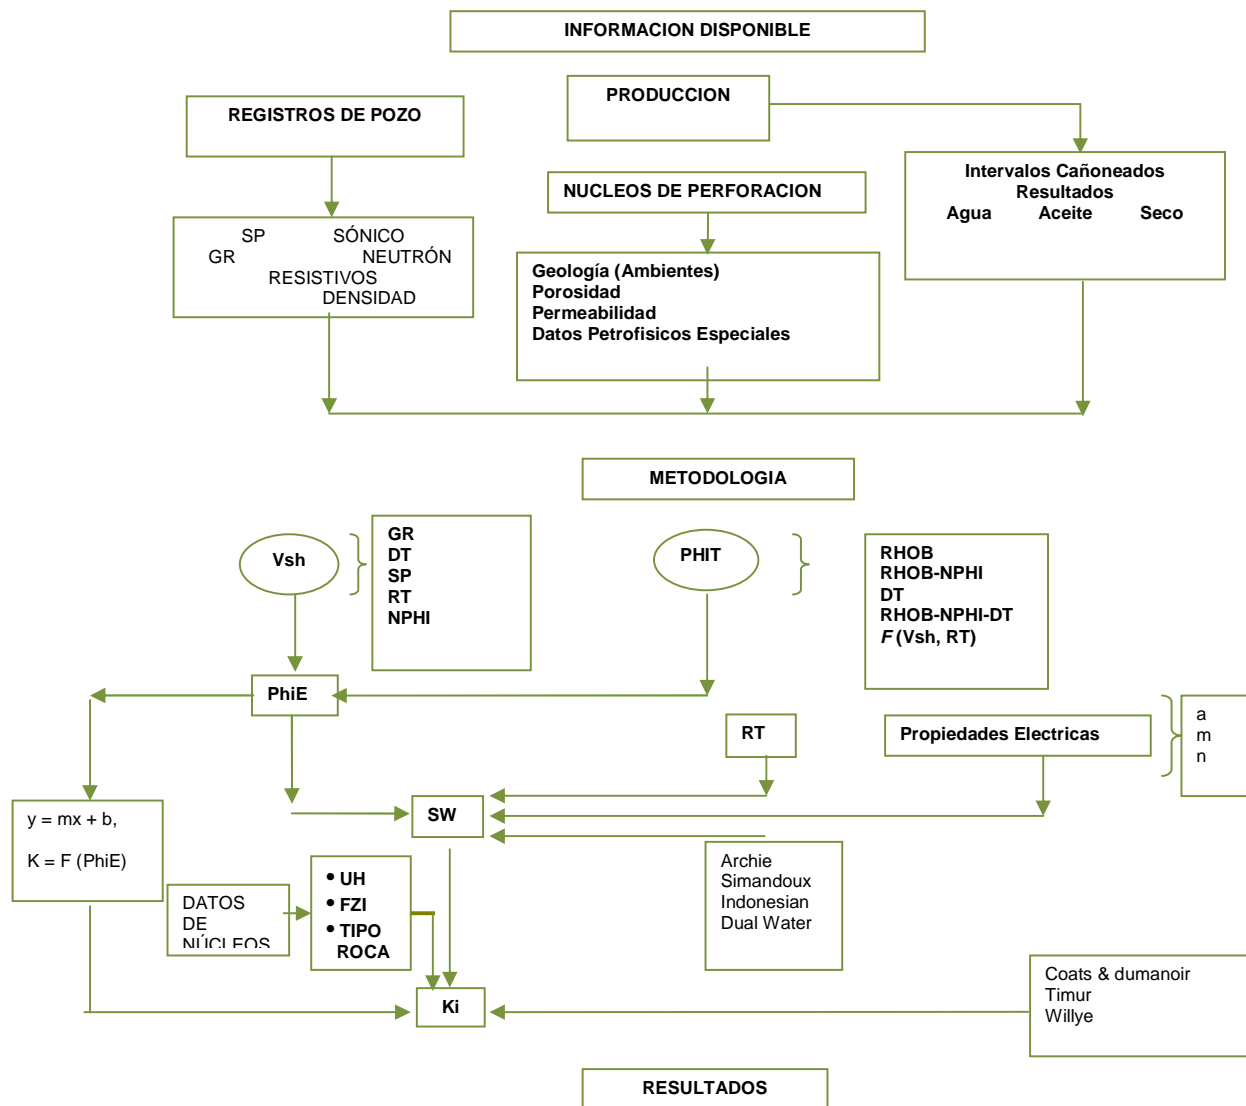 INFORMACION DISPONIBLE
PRODUCCION
REGISTROS DE POZO
Intervalos Cañoneados
Resultados
Agua Aceite Seco
NUCLEOS DE PERFORACION
SP SÓNICO
GR NEUTRÓN
RESISTIVOS
DENSIDAD
Geología (Ambientes)
Porosidad
Permeabilidad
Datos Petrofisicos Especiales
METODOLOGIA
Vsh
GR
DT
SP
RT
NPHI
PHIT
RHOB
RHOB-NPHI
DT
RHOB-NPHI-DT
F (Vsh, RT)
PhiE
RT
Propiedades Electricas
a
m
n
y = mx + b,
K = F (PhiE)
SW
Archie
Simandoux
Indonesian
Dual Water
DATOS
DE
NÚCLEOS
• UH
• FZI
• TIPO
ROCA
Ki
Coats & dumanoir
Timur
Willye
RESULTADOS